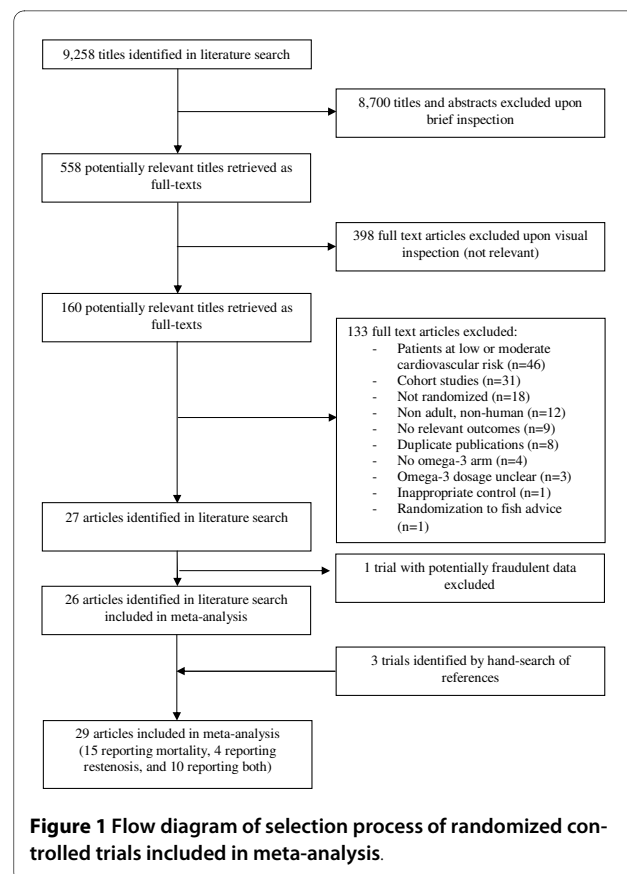 9,258 titles identified in literature search
8,700 titles and abstracts excluded upon
brief inspection
558 potentially relevant titles retrieved as
full-texts
398 full text articles excluded upon visual
inspection (not relevant)
160 potentially relevant titles retrieved as
full-texts
133 full text articles excluded:
- Patients at low or moderate
cardiovascular risk (n=46)
- Cohort studies (n=31)
- Not randomized (n=18)
- Non adult, non-human (n=12)
- No relevant outcomes (n=9)
- Duplicate publications (n=8)
- No omega-3 arm (n=4)
- Omega-3 dosage unclear (n=3)
- Inappropriate control (n=1)
- Randomization to fish advice
(n=1)
27 articles identified in literature search
1 trial with potentially fraudulent data
excluded
26 articles identified in literature search
included in meta-analysis
3 trials identified by hand-search of
references
29 articles included in meta-analysis
(15 reporting mortality, 4 reporting
restenosis, and 10 reporting both)
Figure 1 Flow diagram of selection process of randomized con-
trolled trials included in meta-analysis.